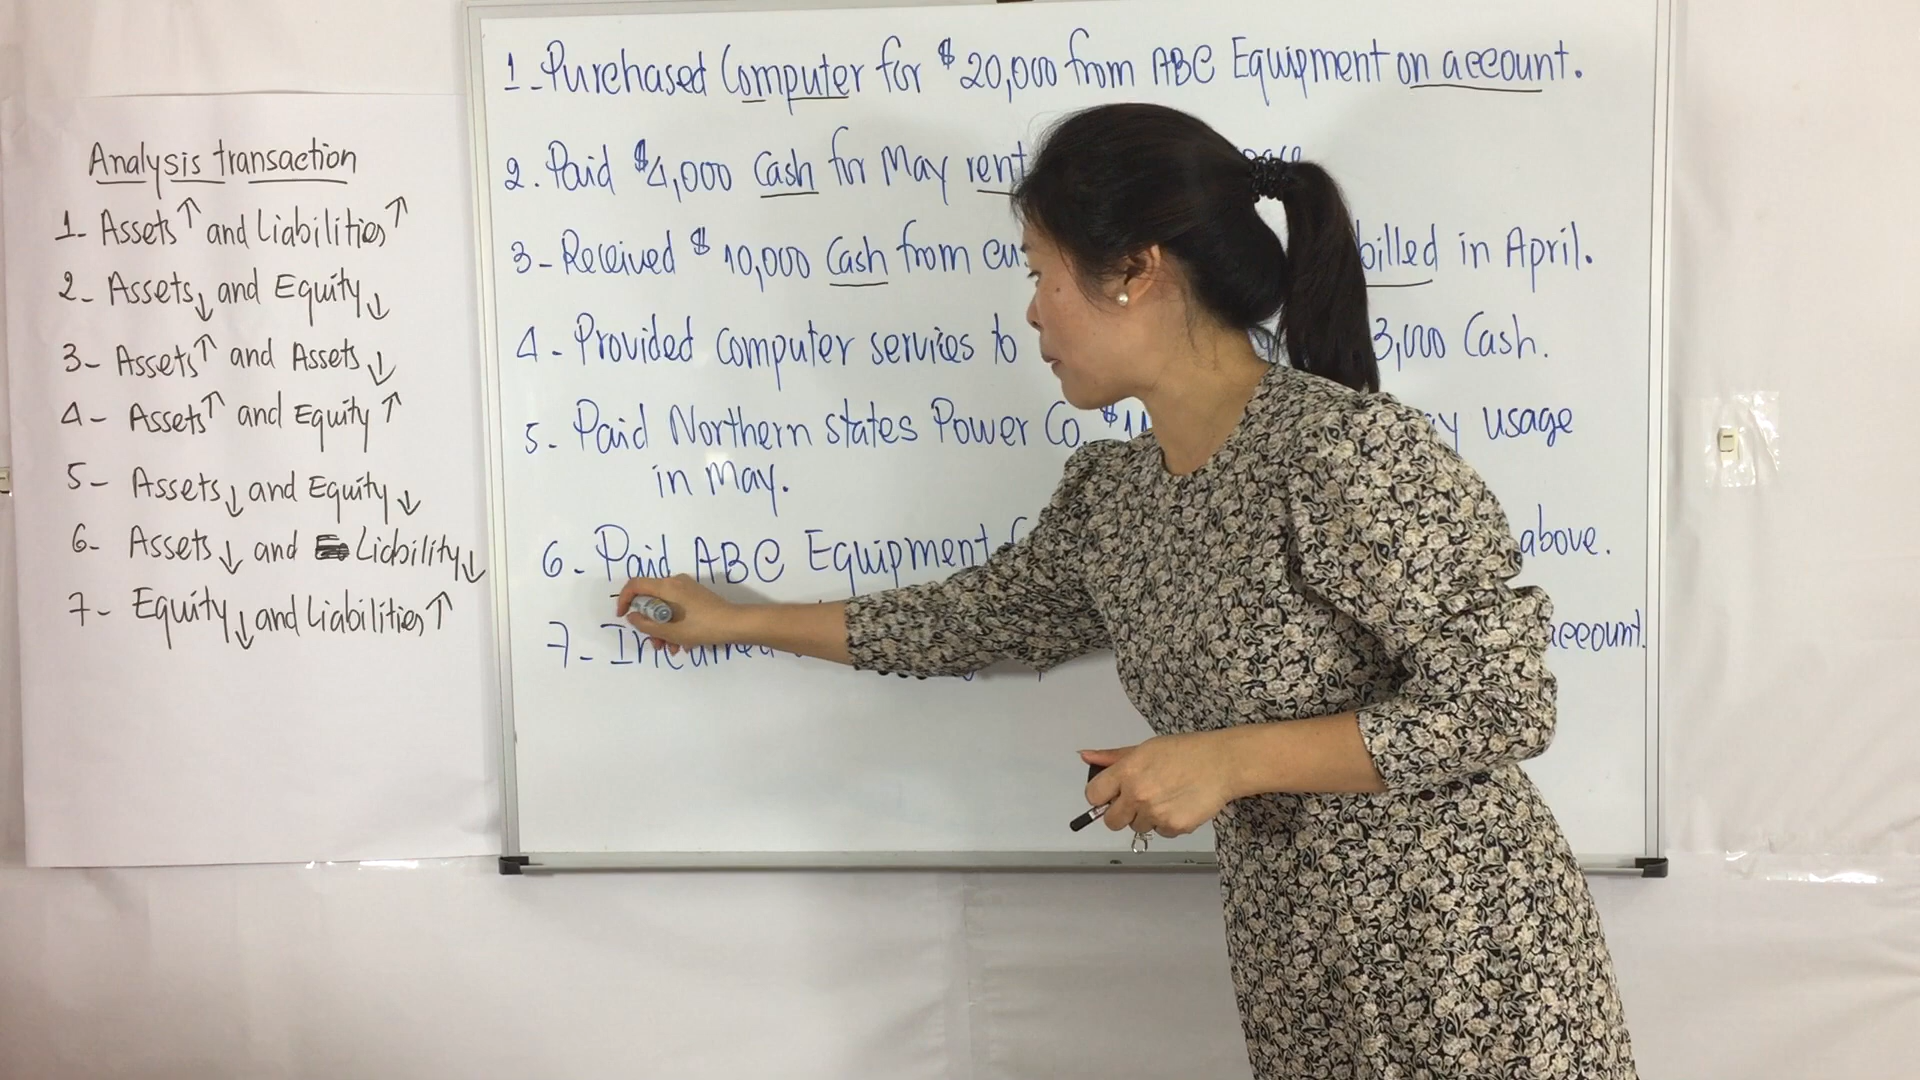 Analysis transaction
1- Assets↑ and Liabilities↑
2- Assets↓ and Equity↓
3- Assets↑ and Assets↓
4- Assets↑ and Equity↑
5- Assets↓ and Equity↓
6- Assets↓ and Liability↓
7- Equity↓ and Liabilities↑
1-Purchased Computer for $20,000 from ABC Equipment on account.
2. Paid $4,000 Cash for May rent
3-Received $10,000 Cash from billed in April.
4-Provided computer services to 3,000 Cash.
5- Paid Northern states Power Co. usage
in May.
6-Paid ABC Equipment above.
7- account.